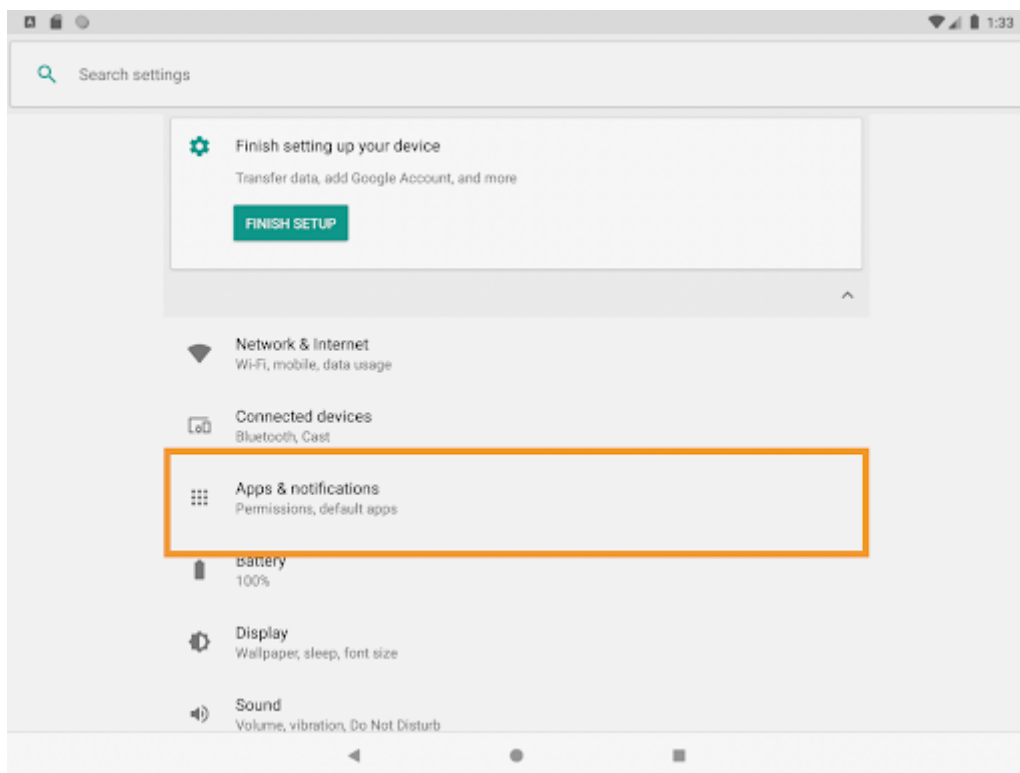 1:33
Search settings
Finish setting up your device
Transfer data, add Google Account, and more
FINISH SETUP
Network & Internet
Wi-Fi, mobile, data usage
Connected devices
Bluetooth, Cast
Apps & notifications
Permissions, default apps
Battery
100%
Display
Wallpaper, sleep, font size
Sound
Volume, vibration, Do Not Disturb